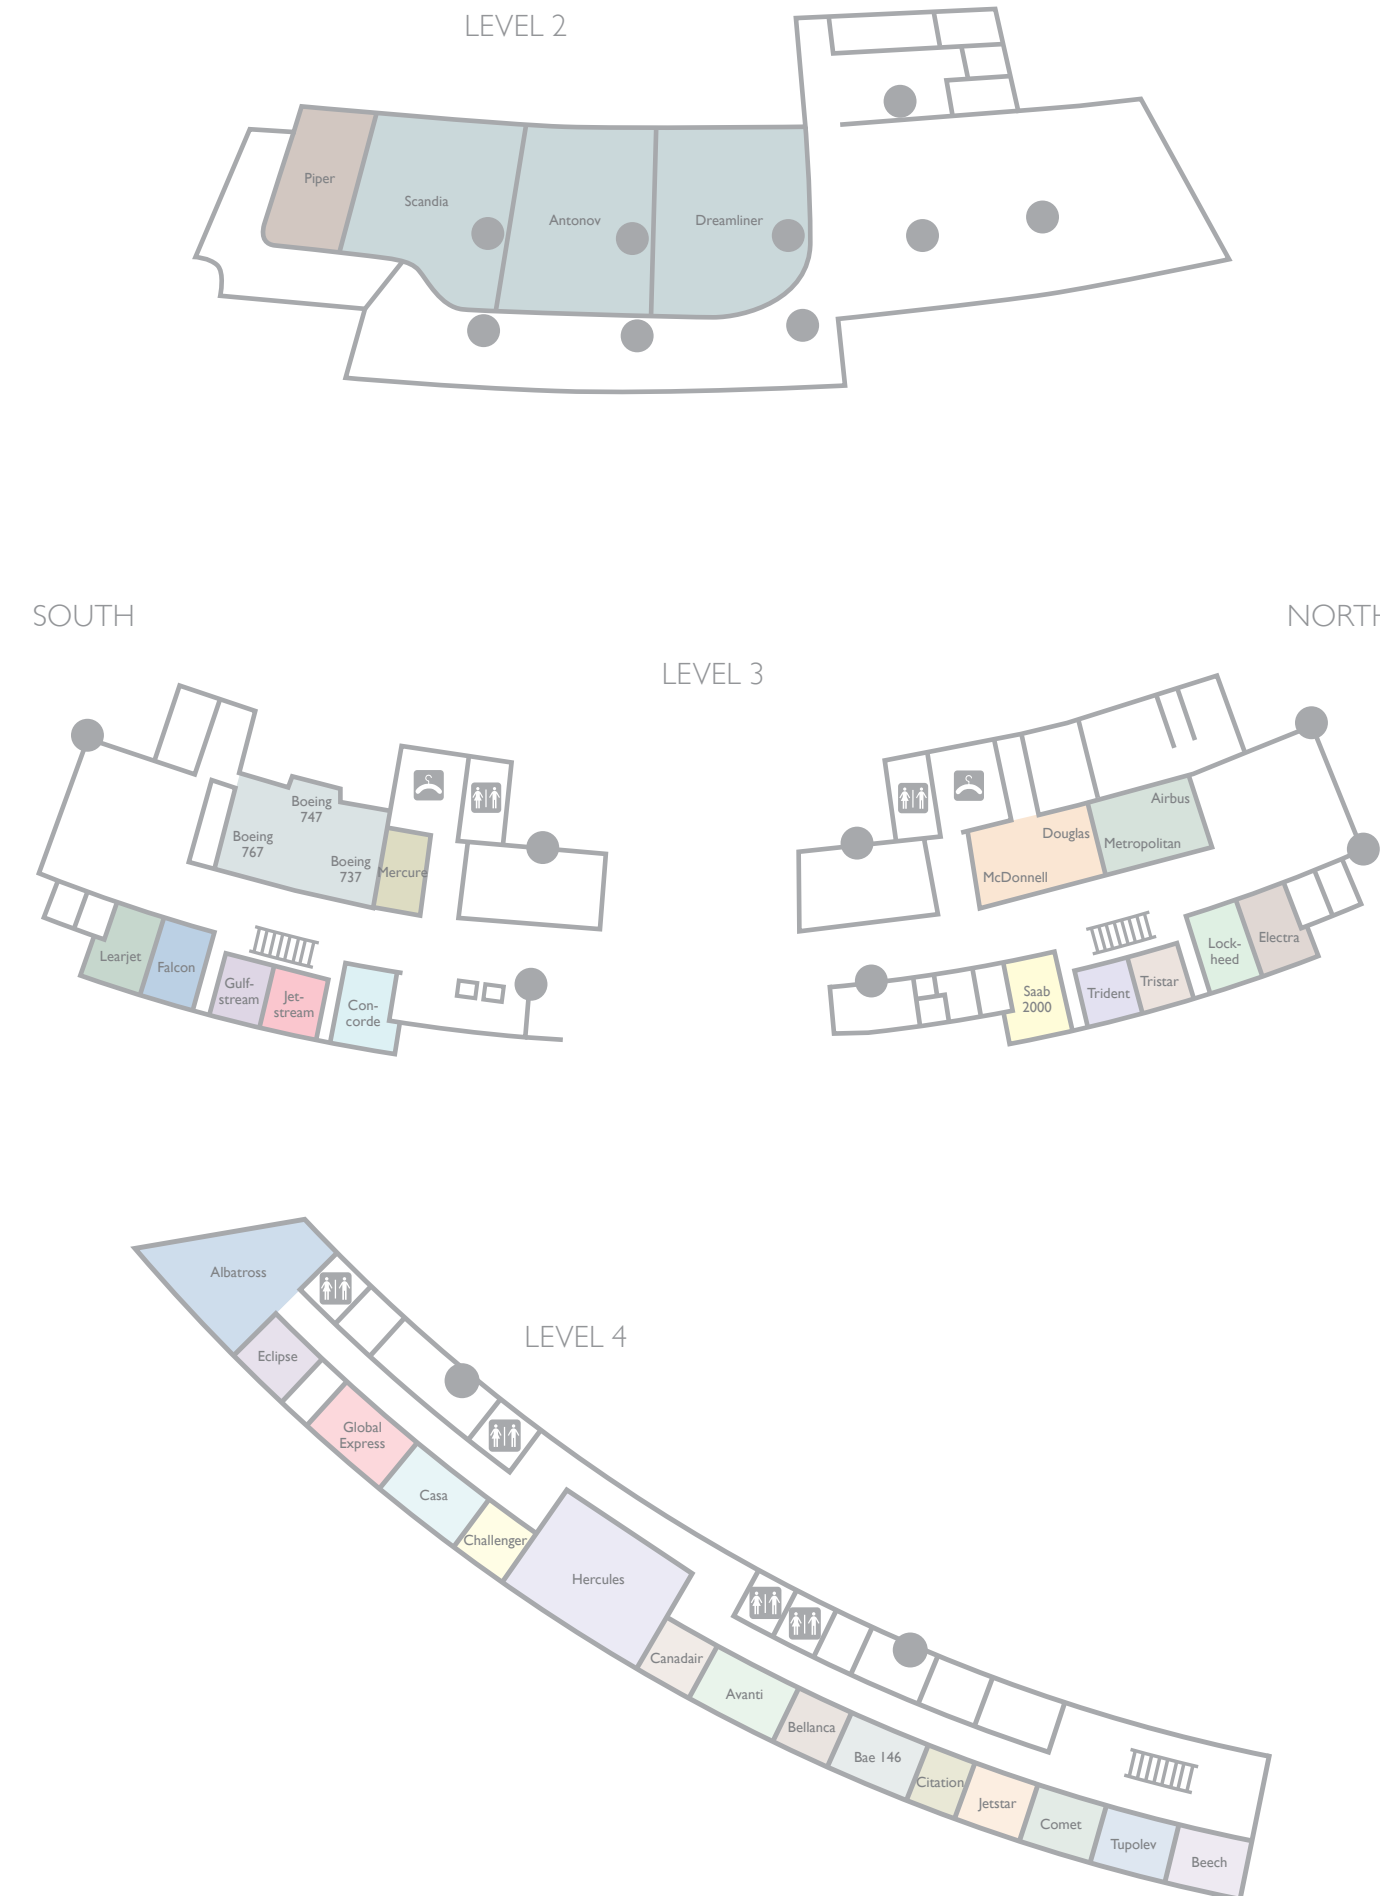 LEVEL 2
Piper
Scandia
Antonov
Dreamliner
SOUTH
NORTH
LEVEL 3
Boeing
747
Boeing
767
Boeing
737
Mercure
Learjet
Falcon
Gulf-
stream
Jet-
stream
Con-
corde
Airbus
Douglas
Metropolitan
McDonnell
Lock-
heed
Electra
Saab
2000
Trident
Tristar
LEVEL 4
Albatross
Eclipse
Global
Express
Casa
Challenger
Hercules
Canadair
Avanti
Bellanca
Bae 146
Citation
Jetstar
Comet
Tupolev
Beech